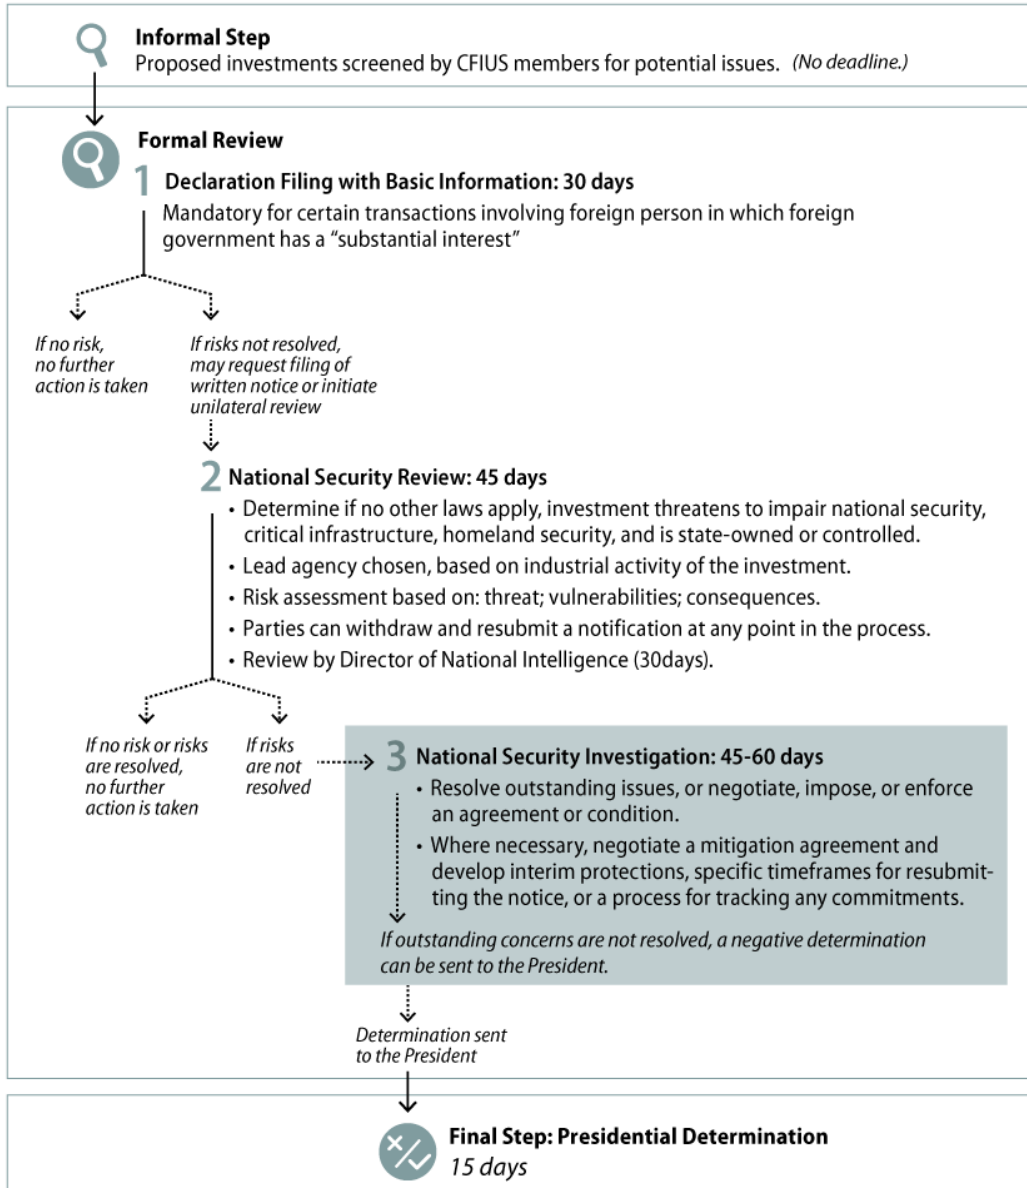 Informal Step
Proposed investments screened by CFIUS members for potential issues. (No deadline.)
Formal Review
1 Declaration Filing with Basic Information: 30 days
Mandatory for certain transactions involving foreign person in which foreign
government has a “substantial interest”
If no risk,
no further
action is taken
If risks not resolved,
may request filing of
written notice or initiate
unilateral review
2 National Security Review: 45 days
• Determine if no other laws apply, investment threatens to impair national security,
critical infrastructure, homeland security, and is state-owned or controlled.
• Lead agency chosen, based on industrial activity of the investment.
• Risk assessment based on: threat; vulnerabilities; consequences.
• Parties can withdraw and resubmit a notification at any point in the process.
• Review by Director of National Intelligence (30days).
If no risk or risks
are resolved,
no further
action is taken
If risks
are not
resolved
3 National Security Investigation: 45-60 days
• Resolve outstanding issues, or negotiate, impose, or enforce
an agreement or condition.
• Where necessary, negotiate a mitigation agreement and
develop interim protections, specific timeframes for resubmit-
ting the notice, or a process for tracking any commitments.
If outstanding concerns are not resolved, a negative determination
can be sent to the President.
Determination sent
to the President
Final Step: Presidential Determination
15 days